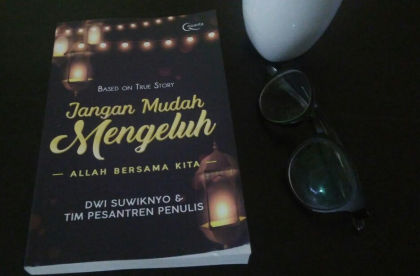 BASED ON TRUE STORY
Jangan Mudah
Mengeluh
— ALLAH BERSAMA KITA —
DWI SUWIKNYO &
TIM PESANTREN PENULIS